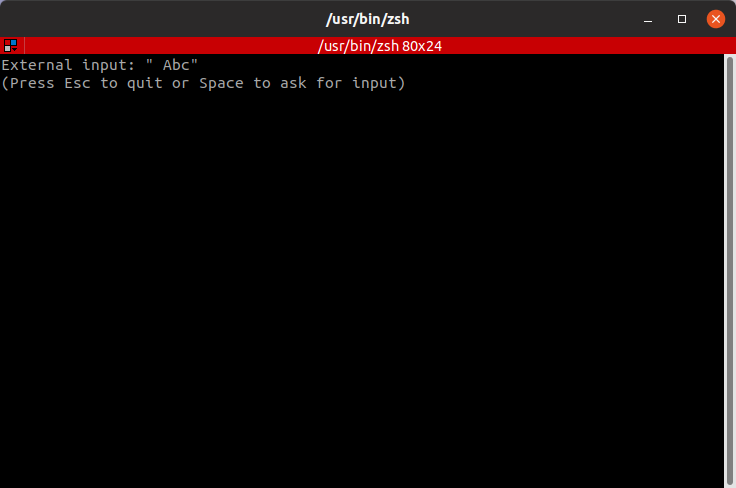 /usr/bin/zsh
/usr/bin/zsh 80x24
External input: " Abc"
(Press Esc to quit or Space to ask for input)